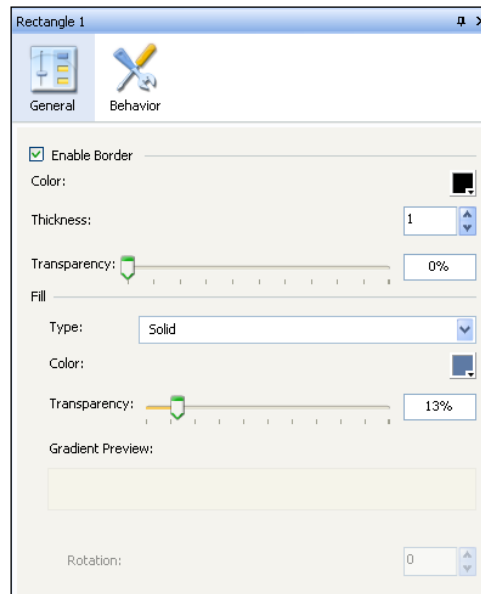 Rectangle 1
General Behavior
Enable Border
Color:
Thickness: 1
Transparency: 0%
Fill
Type: Solid
Color:
Transparency: 13%
Gradient Preview:
Rotation: 0